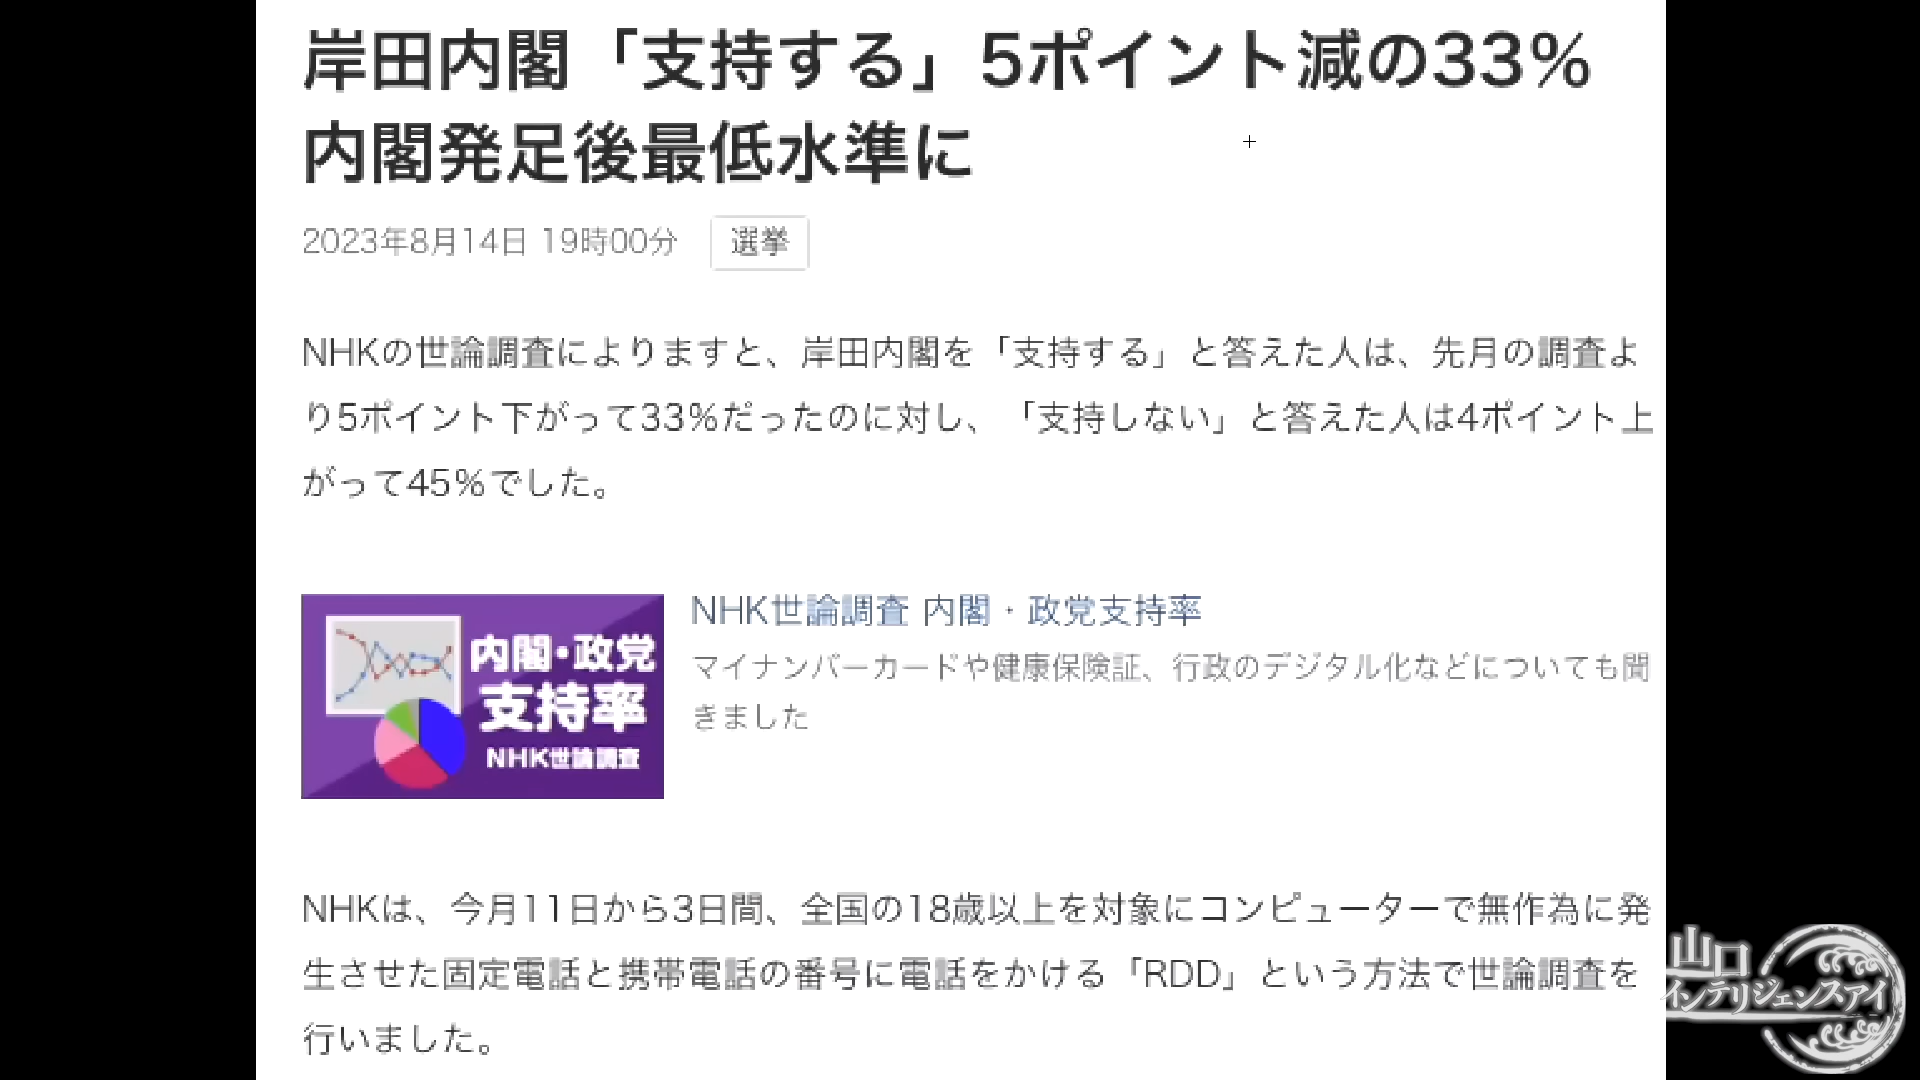 岸田内閣「支持する」5ポイント減の33%
内閣発足後最低水準に
2023年8月14日 19時00分
選挙
NHKの世論調査によりますと、岸田内閣を「支持する」と答えた人は、先月の調査よ
り5ポイント下がって33%だったのに対し、「支持しない」と答えた人は4ポイント上
がって45%でした。
内閣・政党
支持率
NHK世論調査
NHK世論調査 内閣・政党支持率
マイナンバーカードや健康保険証、行政のデジタル化などについても聞
きました
NHKは、今月11日から3日間、全国の18歳以上を対象にコンピューターで無作為に発
生させた固定電話と携帯電話の番号に電話をかける「RDD」という方法で世論調査を
行いました。
山口
インテリジェンスアイ